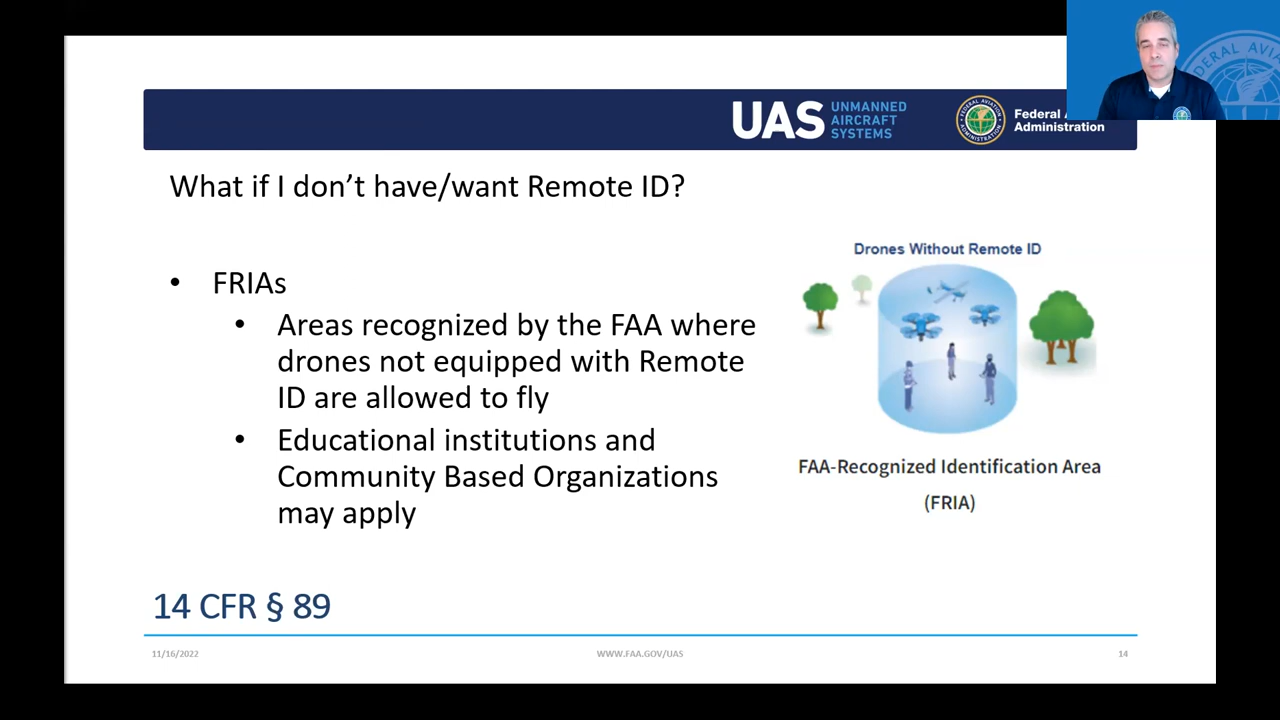 UAS
UNMANNED
AIRCRAFT
SYSTEMS
Federal
Administration
What if I don’t have/want Remote ID?
• FRIAs
• Areas recognized by the FAA where
drones not equipped with Remote
ID are allowed to fly
• Educational institutions and
Community Based Organizations
may apply
Drones Without Remote ID
FAA-Recognized Identification Area
(FRIA)
14 CFR § 89
11/16/2022
WWW.FAA.GOV/UAS
14